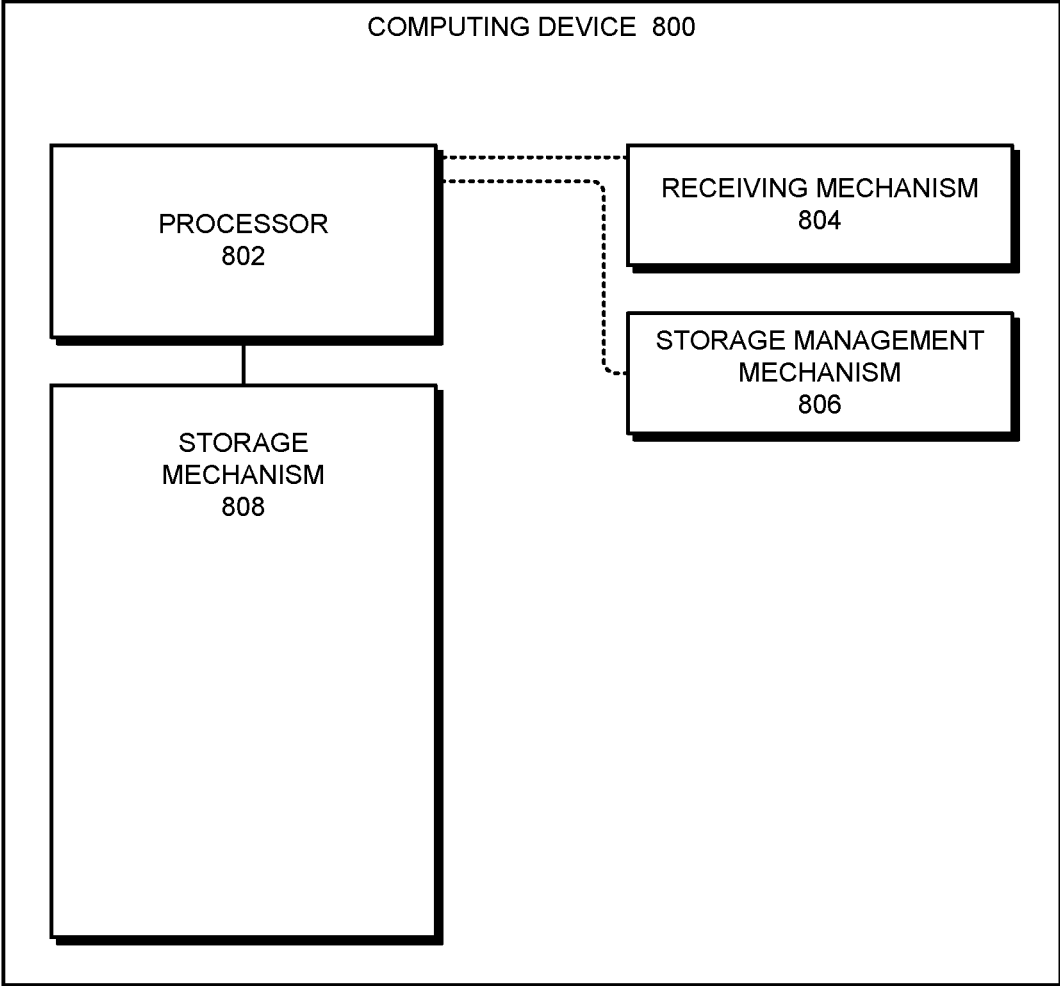 COMPUTING DEVICE 800
PROCESSOR
802
RECEIVING MECHANISM
804
STORAGE MANAGEMENT
MECHANISM
806
STORAGE
MECHANISM
808